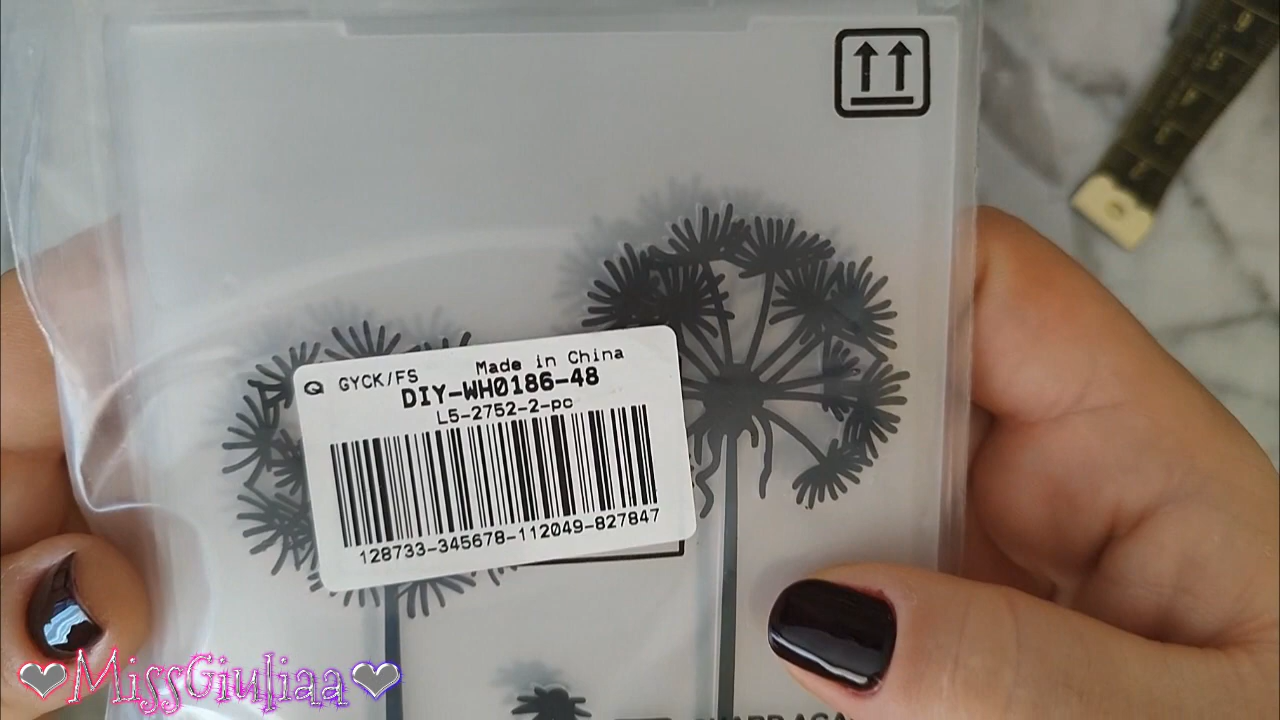 Q GYCK/FS Made in China
DIY-WH0186-48
L5-2752-2-pc
128733-345678-112049-827847
MissGiuliaa